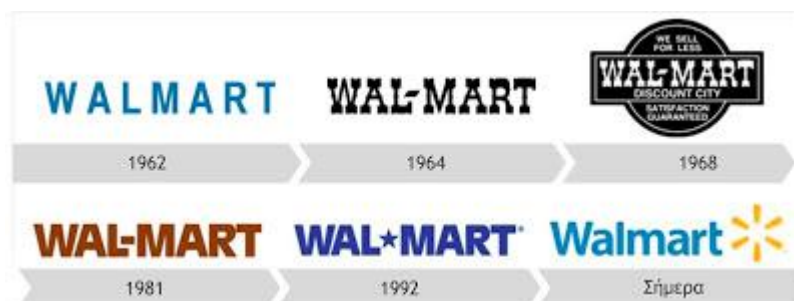 WALMART
WAL-MART
WE SELL
FOR LESS
WAL-MART
DISCOUNT CITY
SATISFACTION
GUARANTEED
1962
1964
1968
WAL-MART
WAL★MART
Walmart
1981
1992
Σήμερα